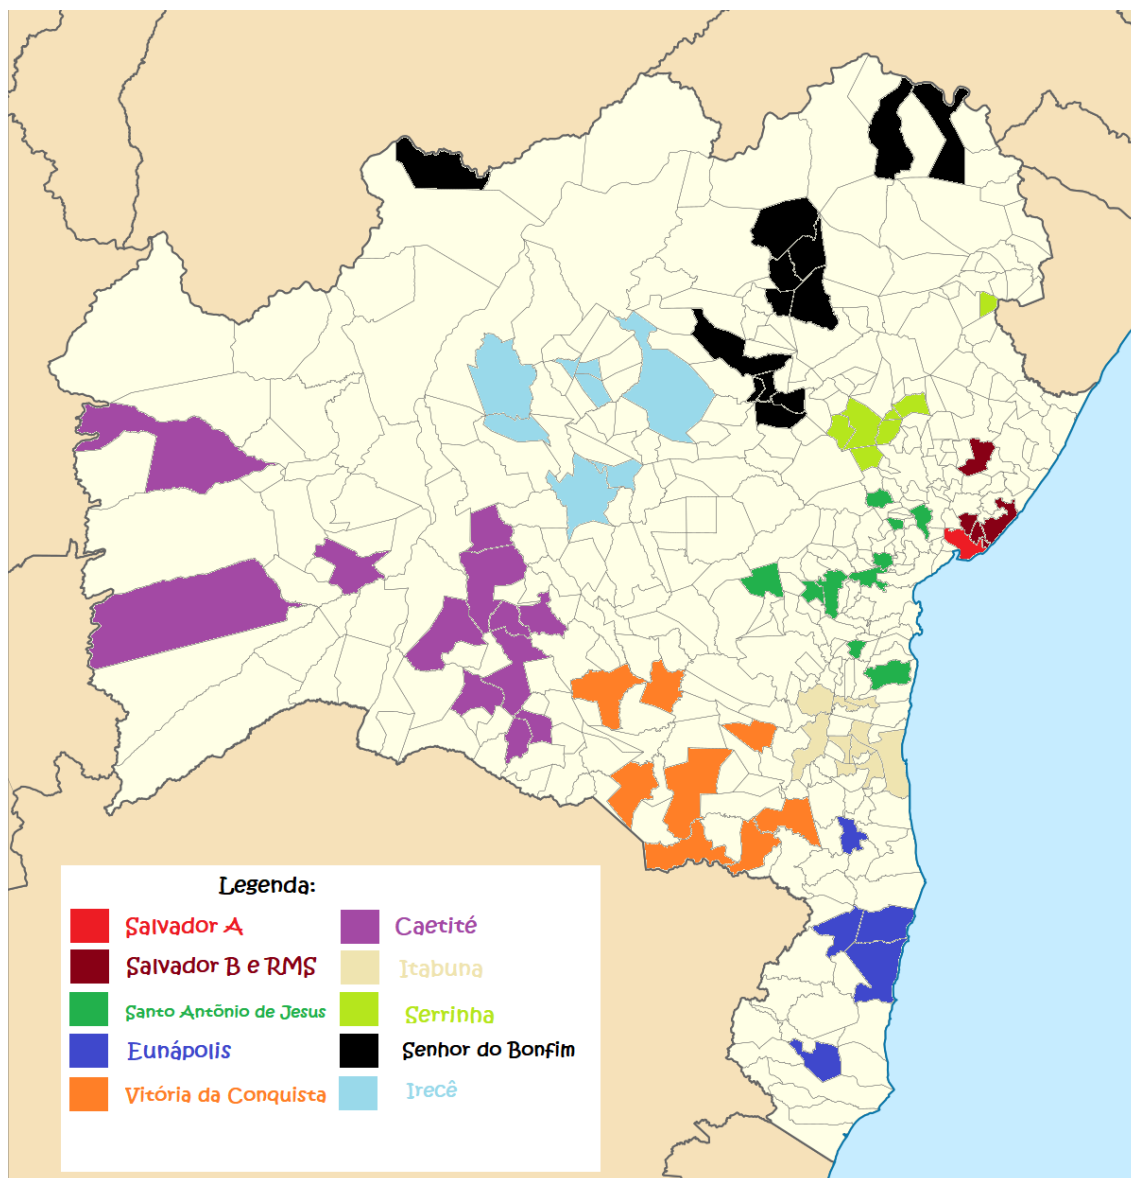 Legenda:
Salvador A
Salvador B e RMS
Santo Antônio de Jesus
Eunápolis
Vitória da Conquista
Caetité
Itabuna
Serrinha
Senhor do Bonfim
Irecê